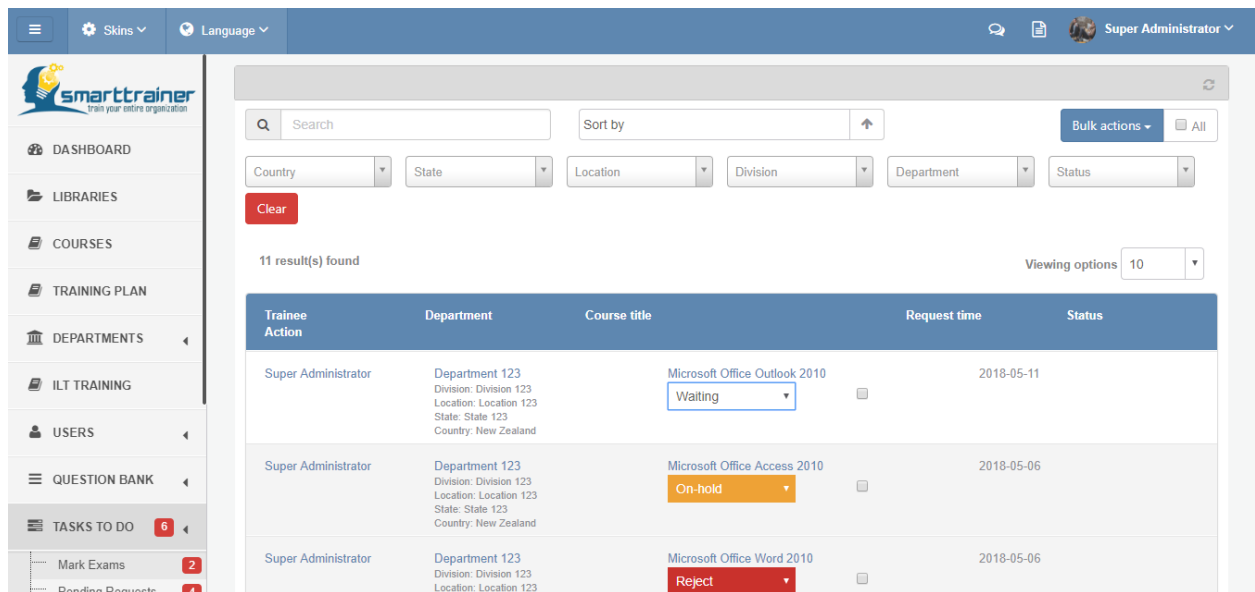 Skins
Language
Super Administrator
smarttrainer
train your entire organization
DASHBOARD
LIBRARIES
COURSES
TRAINING PLAN
DEPARTMENTS
ILT TRAINING
USERS
QUESTION BANK
TASKS TO DO 6
Mark Exams 2
Pending Requests 4
Search
Sort by
Bulk actions
All
Country
State
Location
Division
Department
Status
Clear
11 result(s) found
Viewing options 10
Trainee Department Course title Request time Status
Action
Super Administrator Department 123 Microsoft Office Outlook 2010 2018-05-11
Division: Division 123
Waiting
Location: Location 123
State: State 123
Country: New Zealand
Super Administrator Department 123 Microsoft Office Access 2010 2018-05-06
Division: Division 123
On-hold
Location: Location 123
State: State 123
Country: New Zealand
Super Administrator Department 123 Microsoft Office Word 2010 2018-05-06
Division: Division 123
Reject
Location: Location 123